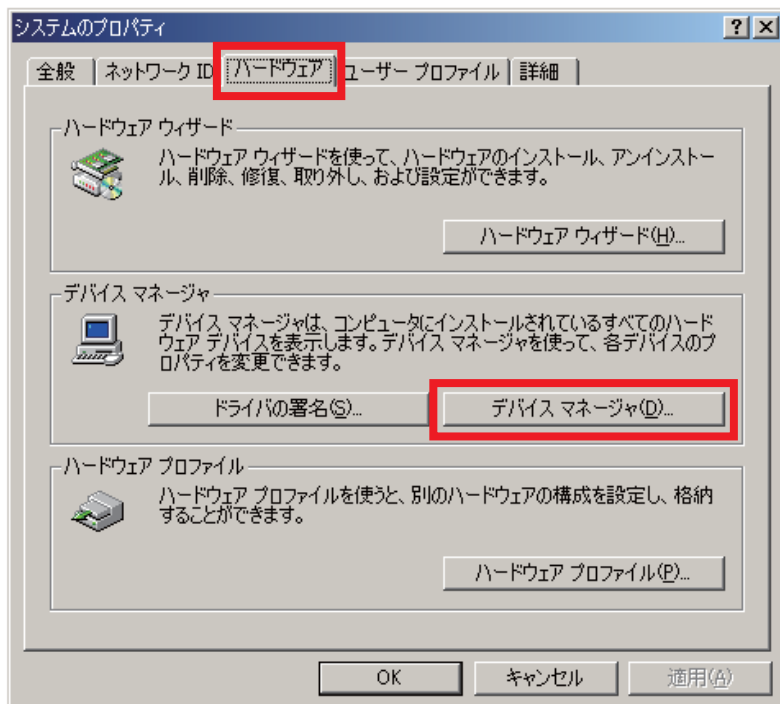 システムのプロパティ
全般
ネットワーク ID
ハードウェア
ユーザー プロファイル
詳細
ハードウェア ウィザード
ハードウェア ウィザードを使って、ハードウェアのインストール、アンインストー
ル、削除、修復、取り外し、および設定ができます。
ハードウェア ウィザード(H)...
デバイス マネージャ
デバイス マネージャは、コンピュータにインストールされているすべてのハード
ウェア デバイスを表示します。デバイス マネージャを使って、各デバイスのプ
ロパティを変更できます。
ドライバの署名(S)...
デバイス マネージャ(D)...
ハードウェア プロファイル
ハードウェア プロファイルを使うと、別のハードウェアの構成を設定し、格納
することができます。
ハードウェア プロファイル(P)...
OK
キャンセル
適用(A)